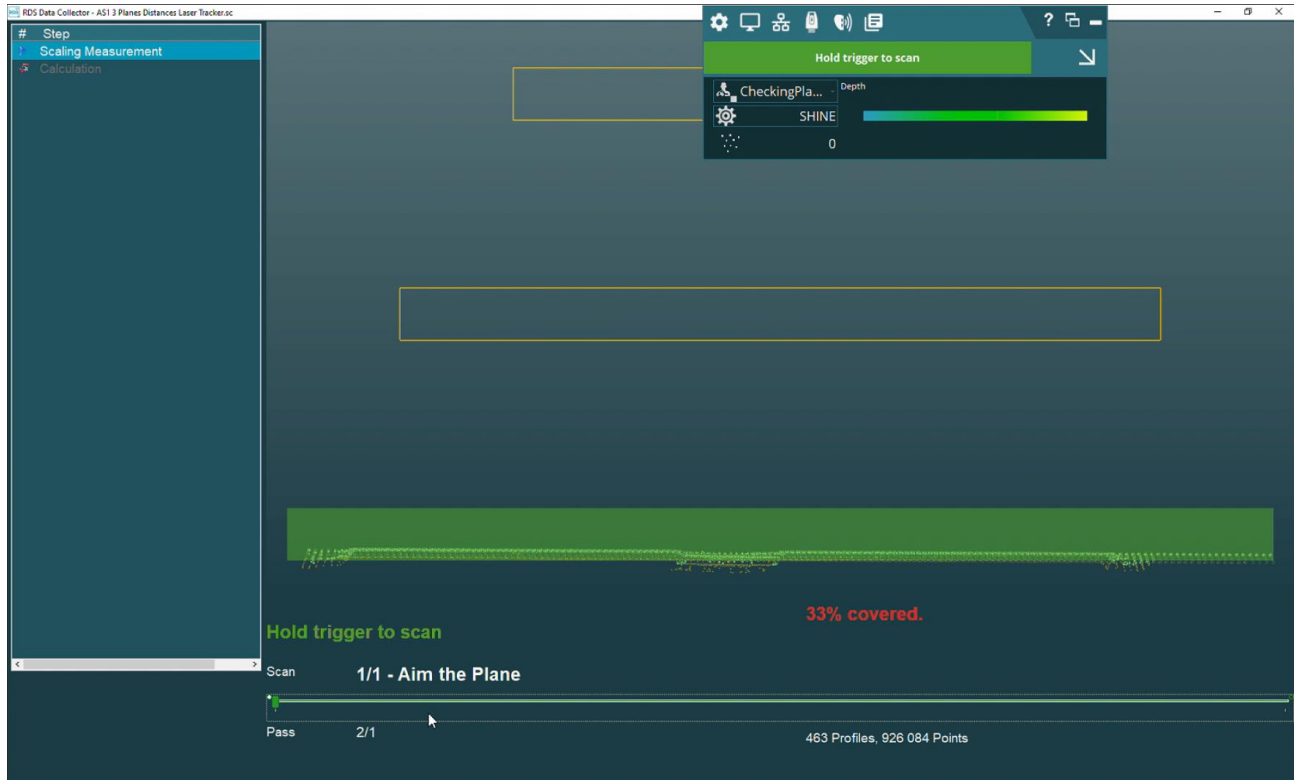 RDS Data Collector - AS1 3 Planes Distances Laser Tracker.sc
# Step
Scaling Measurement
Calculation
?
Hold trigger to scan
CheckingPla...
Depth
SHINE
0
33% covered.
Hold trigger to scan
Scan 1/1 - Aim the Plane
Pass 2/1
463 Profiles, 926 084 Points